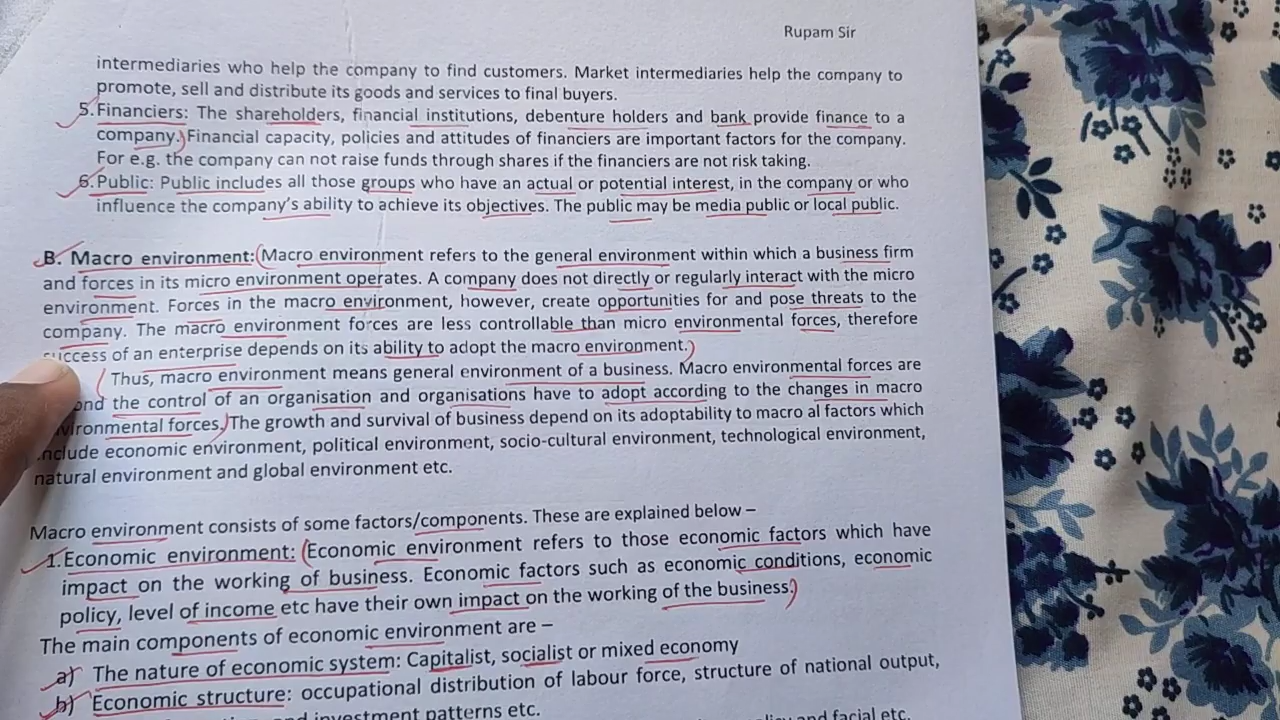 Rupam Sir
intermediaries who help the company to find customers. Market intermediaries help the company to
promote, sell and distribute its goods and services to final buyers.
5. Financiers: The shareholders, financial institutions, debenture holders and bank provide finance to a
company. Financial capacity, policies and attitudes of financiers are important factors for the company.
For e.g. the company can not raise funds through shares if the financiers are not risk taking.
6. Public: Public includes all those groups who have an actual or potential interest, in the company or who
influence the company's ability to achieve its objectives. The public may be media public or local public.
B. Macro environment: Macro environment refers to the general environment within which a business firm
and forces in its micro environment operates. A company does not directly or regularly interact with the micro
environment. Forces in the macro environment, however, create opportunities for and pose threats to the
company. The macro environment forces are less controllable than micro environmental forces, therefore
success of an enterprise depends on its ability to adopt the macro environment.
Thus, macro environment means general environment of a business. Macro environmental forces are
the control of an organisation and organisations have to adopt according to the changes in macro
forces. The growth and survival of business depend on its adoptability to macro al factors which
include economic environment, political environment, socio-cultural environment, technological environment,
natural environment and global environment etc.
Macro environment consists of some factors/components. These are explained below –
1. Economic environment: Economic environment refers to those economic factors which have
impact on the working of business. Economic factors such as economic conditions, economic
policy, level of income etc have their own impact on the working of the business.
The main components of economic environment are –
a) The nature of economic system: Capitalist, socialist or mixed economy
b) Economic structure: occupational distribution of labour force, structure of national output,
and investment patterns etc.
and facial etc.